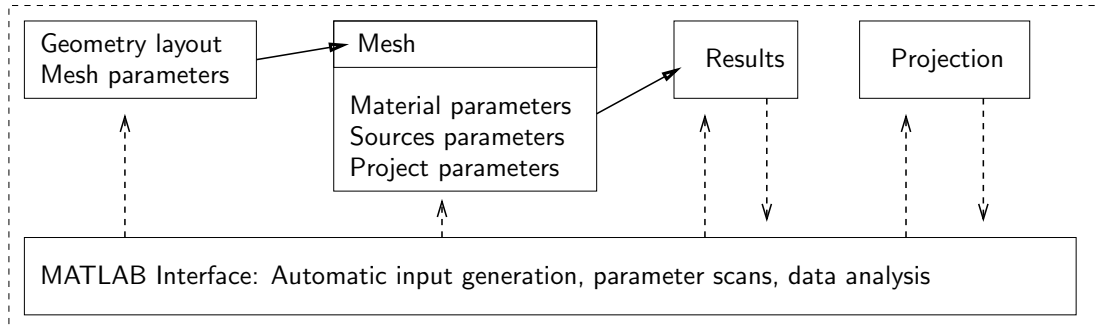 Geometry layout
Mesh parameters
Mesh
Material parameters
Sources parameters
Project parameters
Results
Projection
MATLAB Interface: Automatic input generation, parameter scans, data analysis